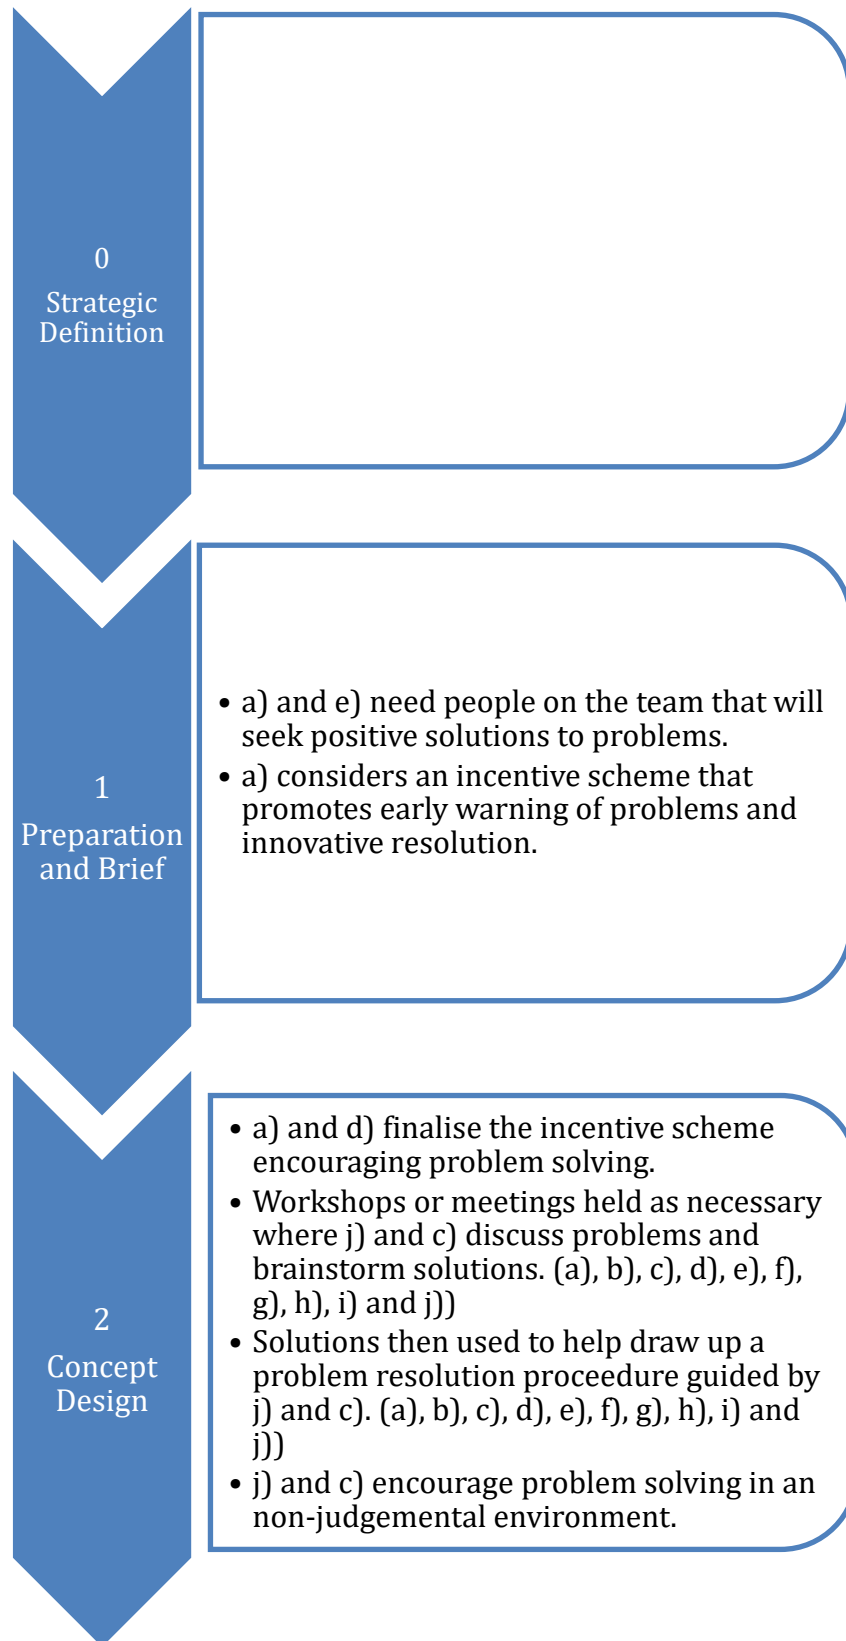 0
Strategic
Definition
1
Preparation
and Brief
• a) and e) need people on the team that will
seek positive solutions to problems.
• a) considers an incentive scheme that
promotes early warning of problems and
innovative resolution.
2
Concept
Design
• a) and d) finalise the incentive scheme
encouraging problem solving.
• Workshops or meetings held as necessary
where j) and c) discuss problems and
brainstorm solutions. (a), b), c), d), e), f),
g), h), i) and j))
• Solutions then used to help draw up a
problem resolution proceedure guided by
j) and c). (a), b), c), d), e), f), g), h), i) and
j))
• j) and c) encourage problem solving in an
non-judgemental environment.